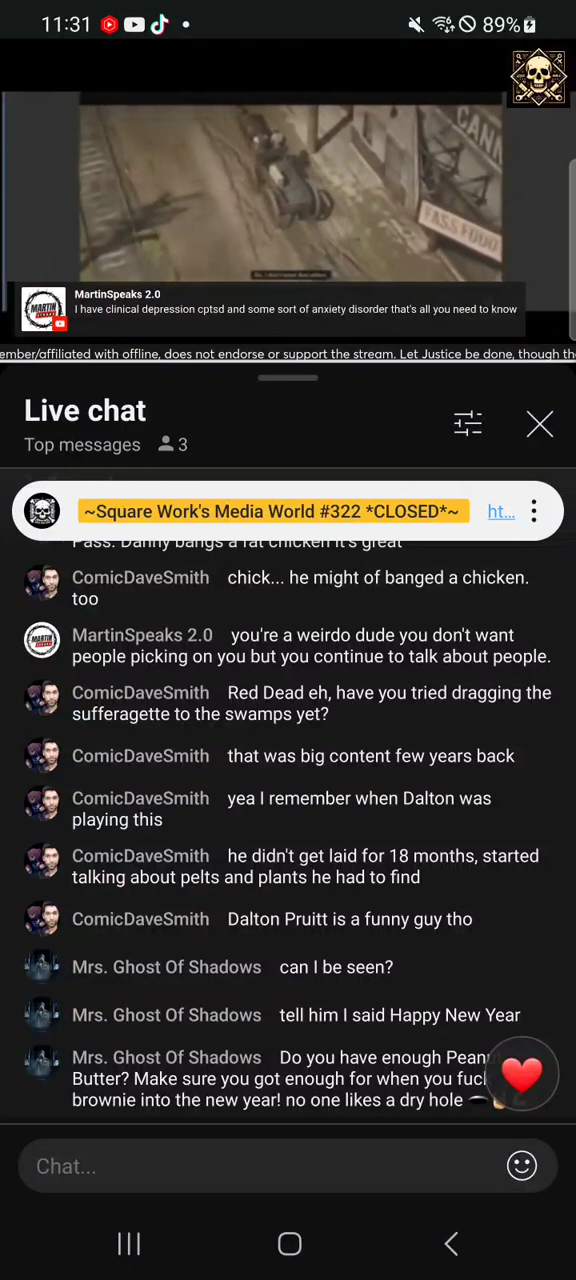 11:31
89%
CANN
MARTIN
SPEAKS
MartinSpeaks 2.0
I have clinical depression cptsd and some sort of anxiety disorder that's all you need to know
ember/affiliated with offline, does not endorse or support the stream. Let Justice be done, though the
Live chat
Top messages 3
~Square Work's Media World #322 *CLOSED*~ ht...
Pass. Danny bangs a fat chicken it's great
ComicDaveSmith chick... he might of banged a chicken.
too
MartinSpeaks 2.0 you're a weirdo dude you don't want
people picking on you but you continue to talk about people.
ComicDaveSmith Red Dead eh, have you tried dragging the
sufferagette to the swamps yet?
ComicDaveSmith that was big content few years back
ComicDaveSmith yea I remember when Dalton was
playing this
ComicDaveSmith he didn't get laid for 18 months, started
talking about pelts and plants he had to find
ComicDaveSmith Dalton Pruitt is a funny guy tho
Mrs. Ghost Of Shadows can I be seen?
Mrs. Ghost Of Shadows tell him I said Happy New Year
Mrs. Ghost Of Shadows Do you have enough Peanu
Butter? Make sure you got enough for when you fuc
brownie into the new year! no one likes a dry hole
Chat...